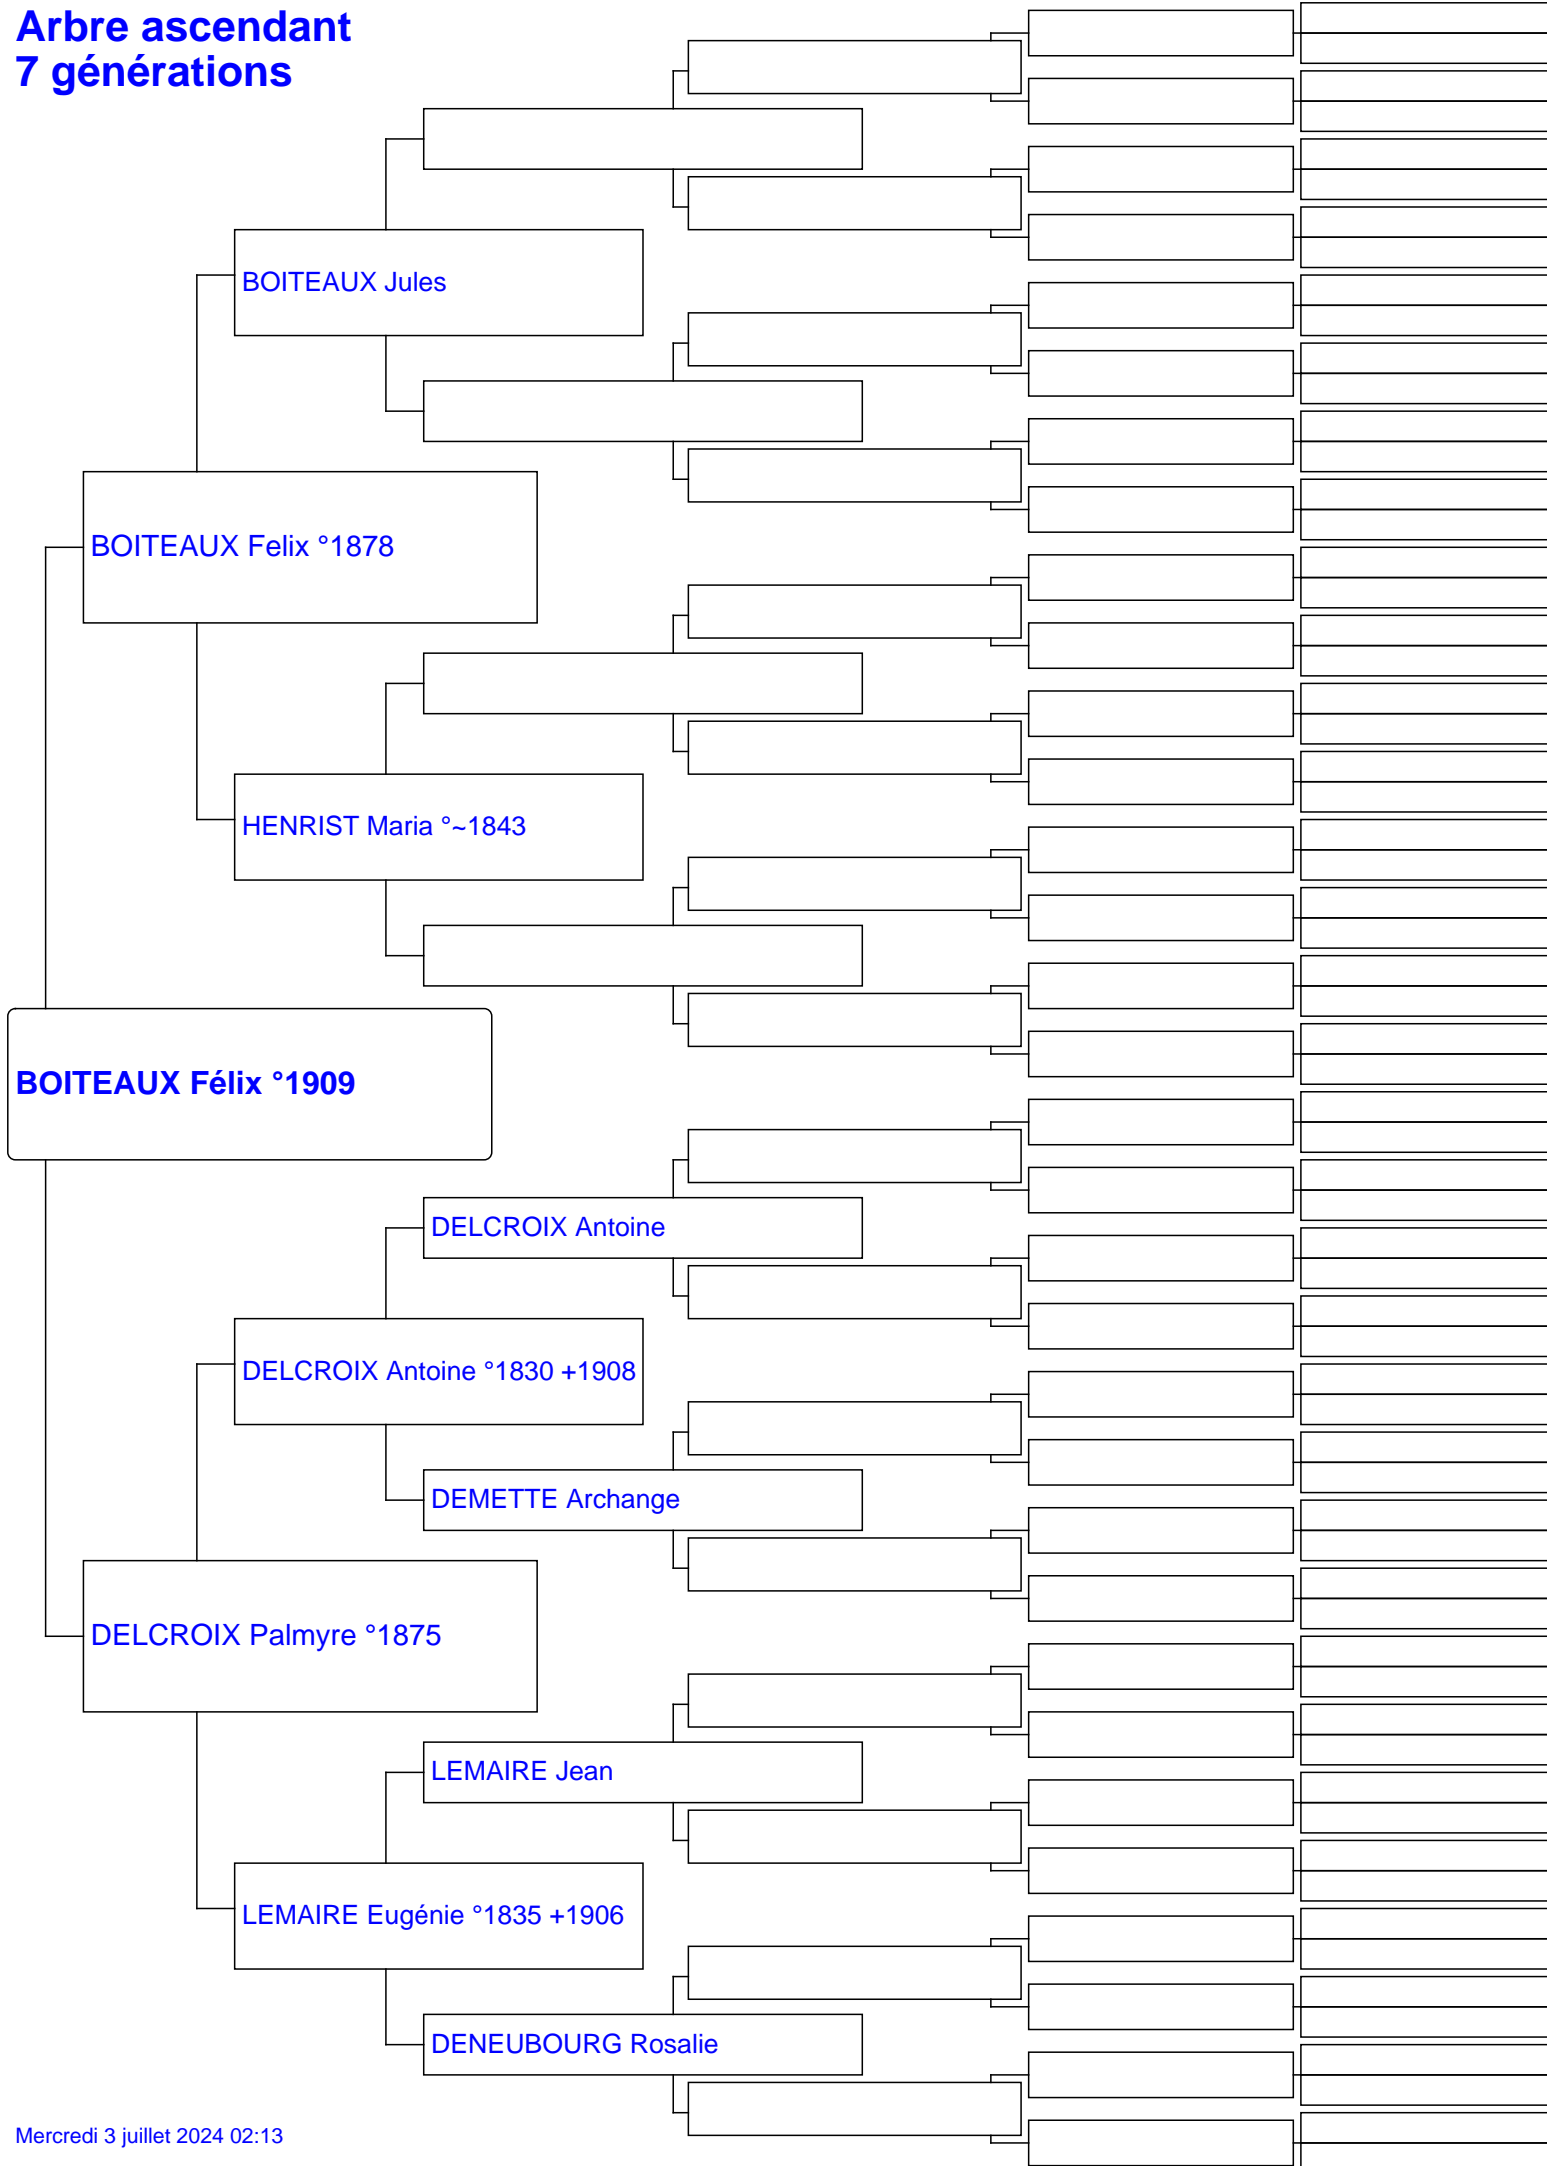 Arbre ascendant
7 générations
BOITEAUX Jules
BOITEAUX Felix °1878
HENRIST Maria °~1843
BOITEAUX Félix °1909
DELCROIX Antoine
DELCROIX Antoine °1830 +1908
DEMETTE Archange
DELCROIX Palmyre °1875
LEMAIRE Jean
LEMAIRE Eugénie °1835 +1906
DENEUBOURG Rosalie
Mercredi 3 juillet 2024 02:13